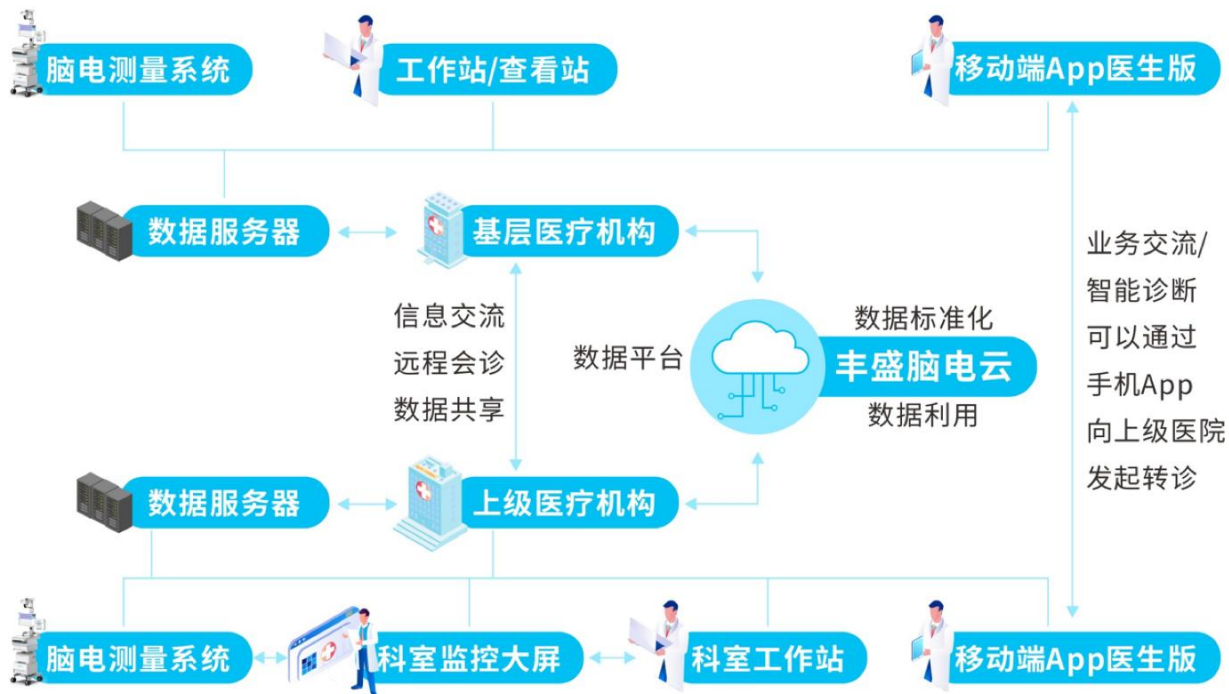 脑电测量系统
工作站/查看站
移动端App医生版
数据服务器
基层医疗机构
信息交流
远程会诊
数据共享
数据平台
数据标准化
丰盛脑电云
数据利用
业务交流/
智能诊断
可以通过
手机App
向上级医院
发起转诊
数据服务器
上级医疗机构
脑电测量系统
科室监控大屏
科室工作站
移动端App医生版